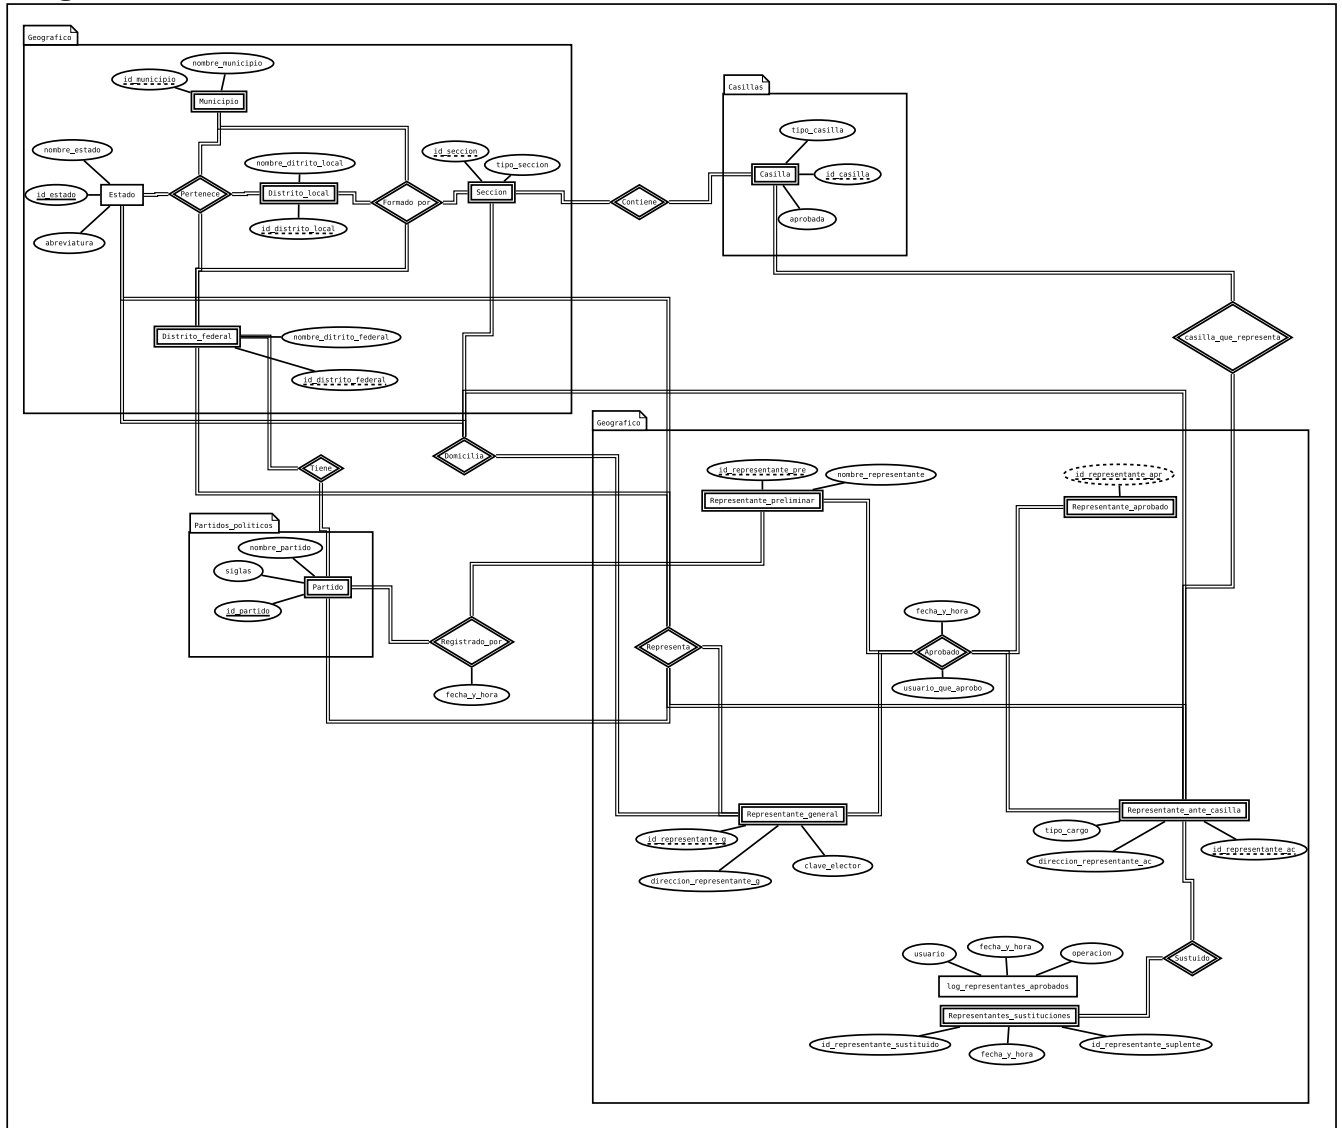 Geografico
nombre_municipio
id_municipio
Municipio
Casillas
tipo_casilla
nombre_estado
nombre_ditrito_local
id_seccion
tipo_seccion
Casilla
id_casilla
id_estado
Estado
Pertenece
Distrito_local
Formado por
Seccion
Contiene
aprobada
abreviatura
id_distrito_local
Distrito_federal
nombre_ditrito_federal
casilla_que_representa
id_distrito_federal
Geografico
Tiene
Domicilia
id_representante_pre
nombre_representante
id_representante_apr
Representante_preliminar
Representante_aprobado
Partidos_politicos
nombre_partido
siglas
Partido
id_partido
fecha_y_hora
Registrado_por
Representa
Aprobado
fecha_y_hora
usuario_que_aprobo
Representante_general
Representante_ante_casilla
id_representante_g
tipo_cargo
id_representante_ac
direccion_representante_g
clave_elector
direccion_representante_ac
usuario
fecha_y_hora
operacion
Sustuido
log_representantes_aprobados
Representantes_sustituciones
id_representante_sustituido
fecha_y_hora
id_representante_suplente